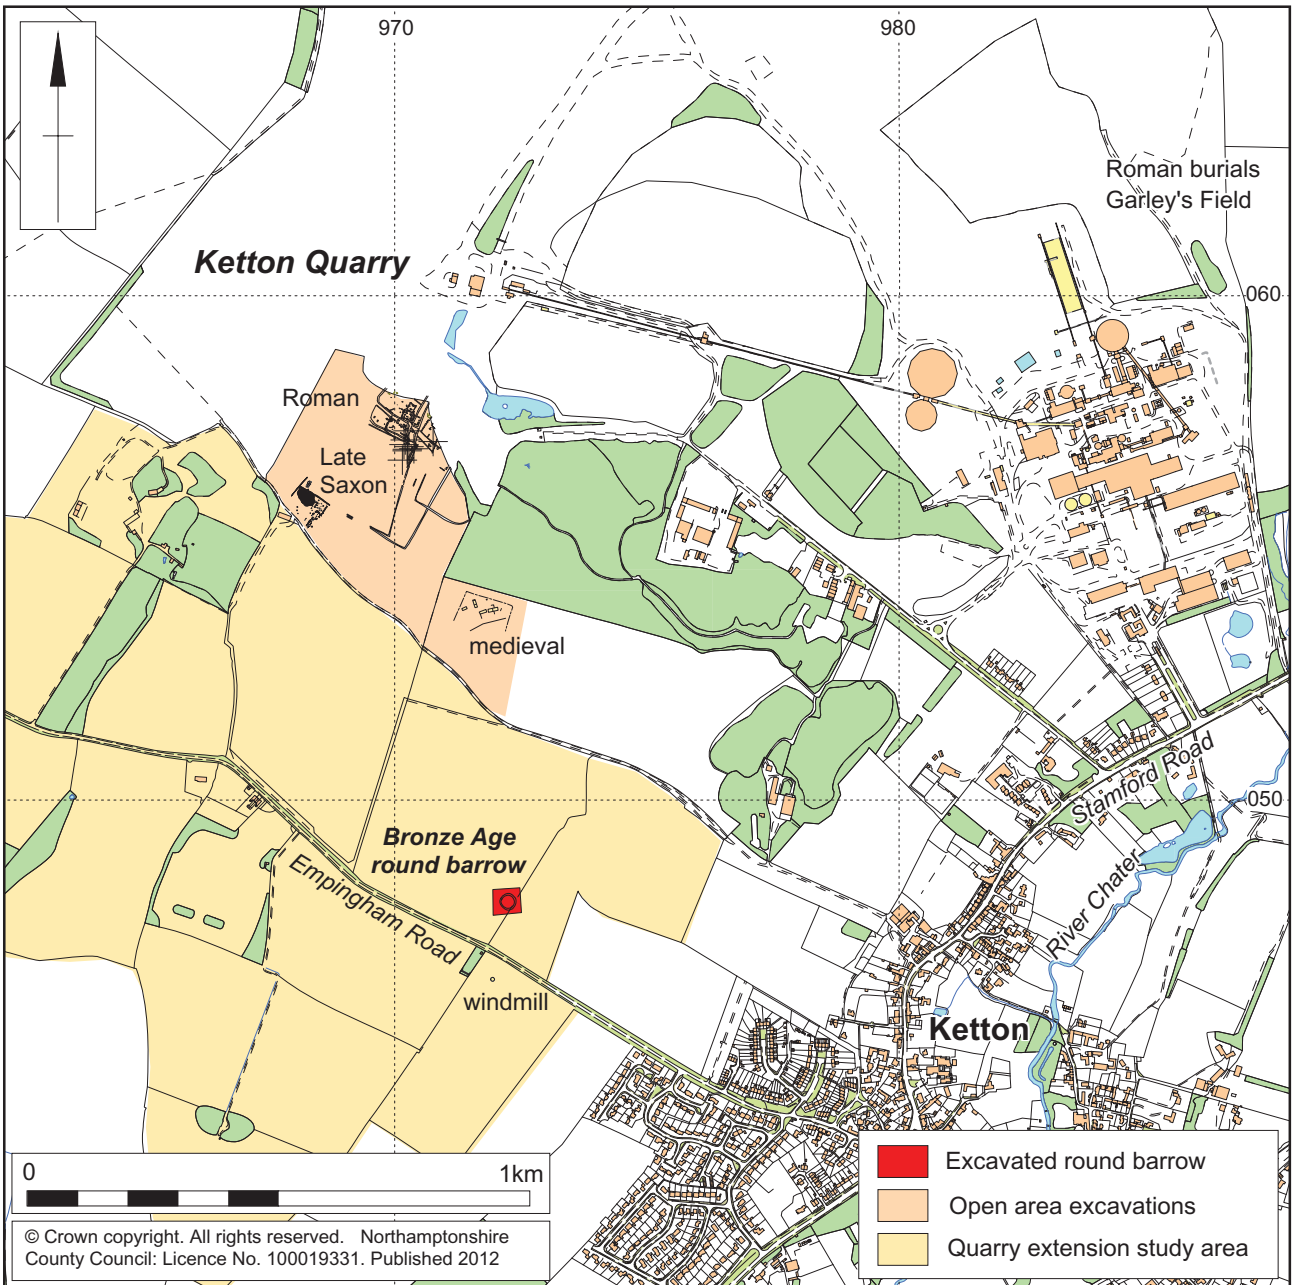 970
980
Roman burials
Garley's Field
Ketton Quarry
060
Roman
Late
Saxon
medieval
Stamford Road
050
Bronze Age
round barrow
Empingham Road
River Chater
windmill
Ketton
0 1km
© Crown copyright. All rights reserved. Northamptonshire
County Council: Licence No. 100019331. Published 2012
Excavated round barrow
Open area excavations
Quarry extension study area